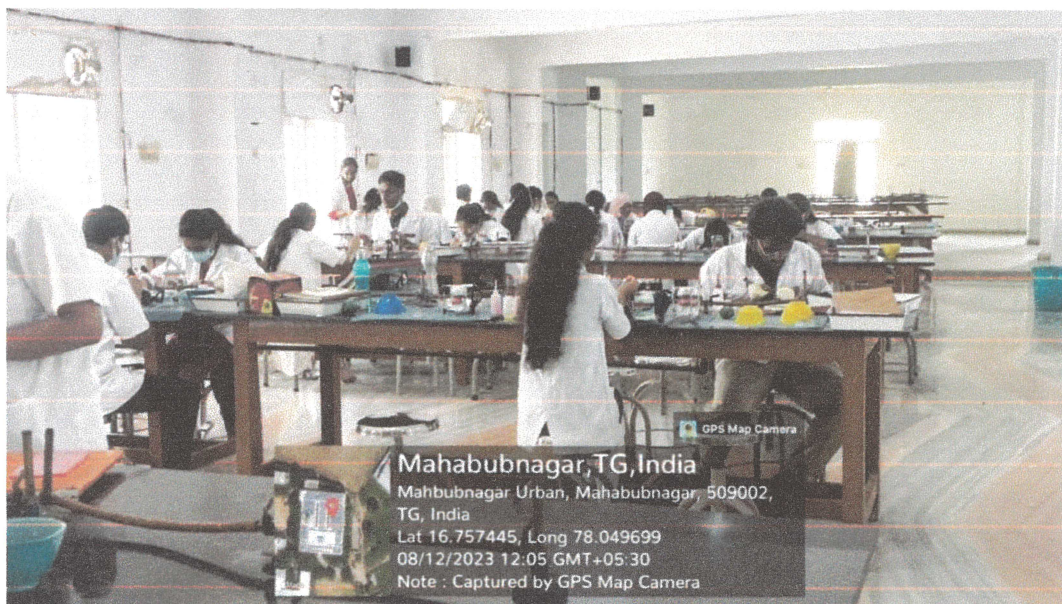 GPS Map Camera
Mahabubnagar,TG,India
Mahbubnagar Urban, Mahabubnagar, 509002,
TG, India
Lat 16.757445, Long 78.049699
08/12/2023 12:05 GMT+05:30
Note : Captured by GPS Map Camera